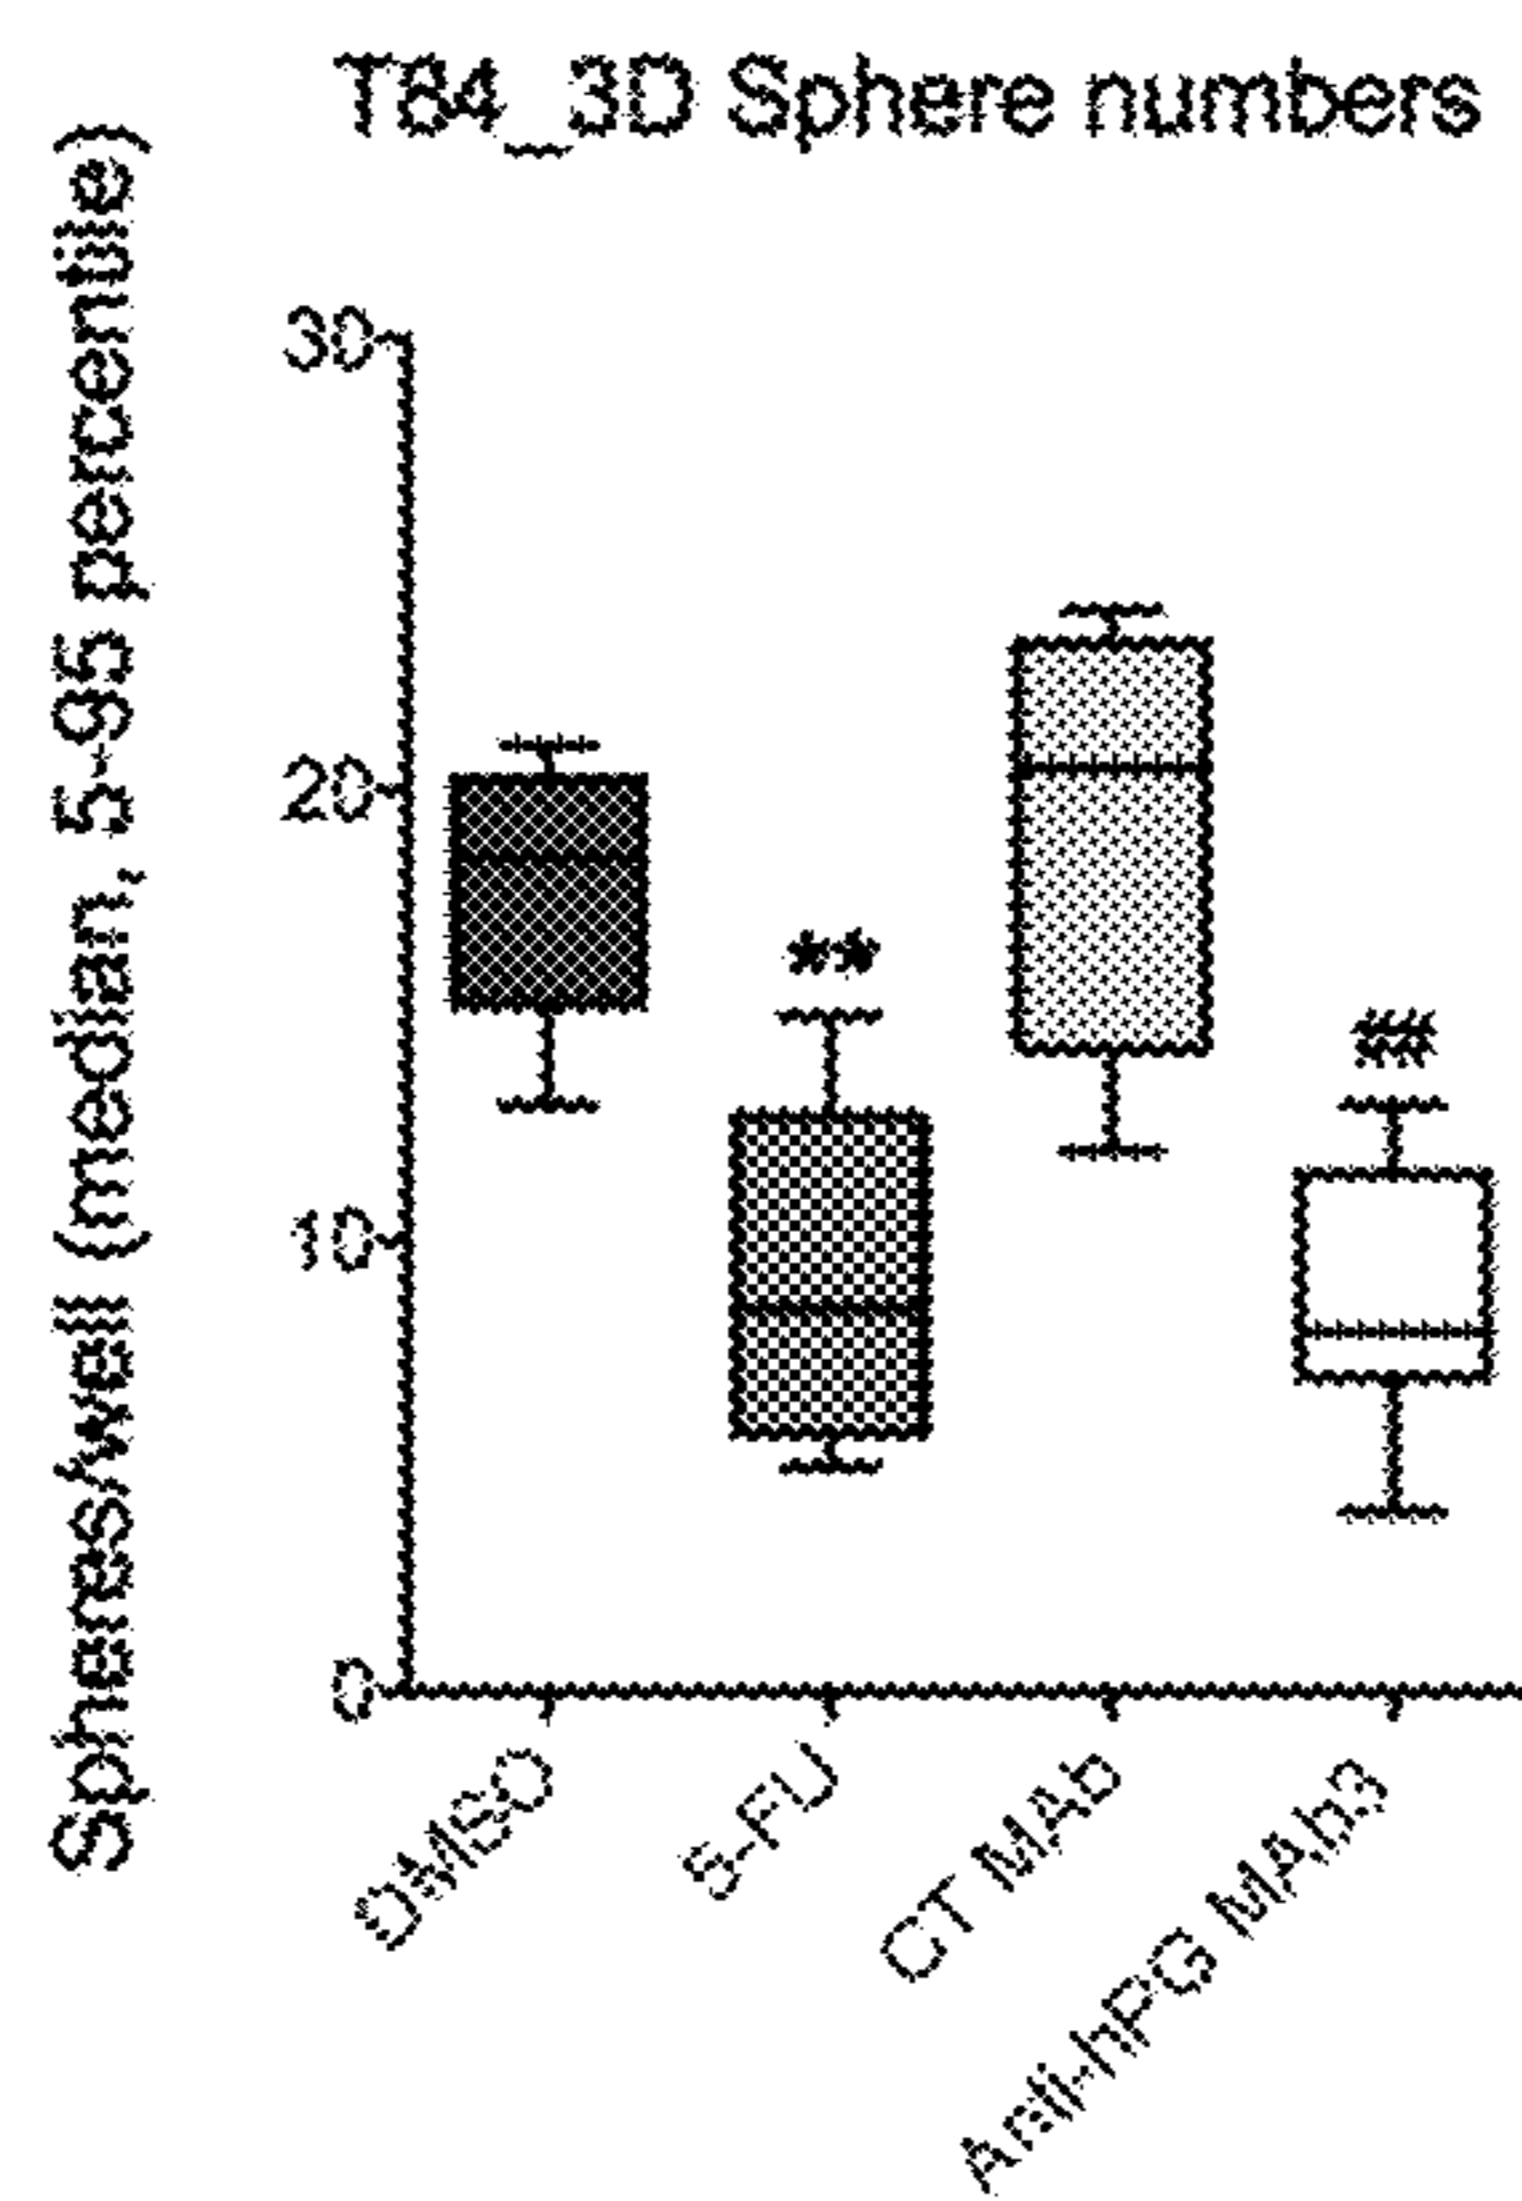 T84_3D Sphere numbers
Spheres/well (median, 5-95 percentile)
30
20
10
0
**
DMSO
5-FU
CT MAb
Anti-hPG MAb3